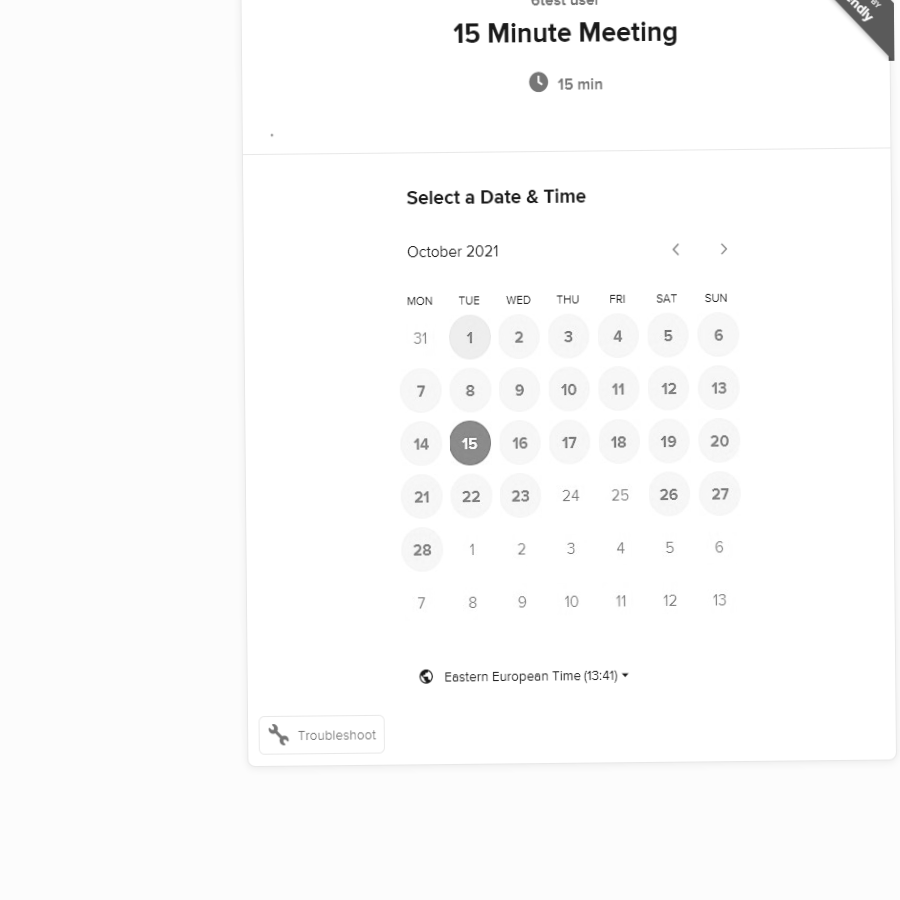 6test user
15 Minute Meeting
15 min
Select a Date & Time
October 2021
MON TUE WED THU FRI SAT SUN
31 1 2 3 4 5 6
7 8 9 10 11 12 13
14 15 16 17 18 19 20
21 22 23 24 25 26 27
28 1 2 3 4 5 6
7 8 9 10 11 12 13
Eastern European Time (13:41)
Troubleshoot